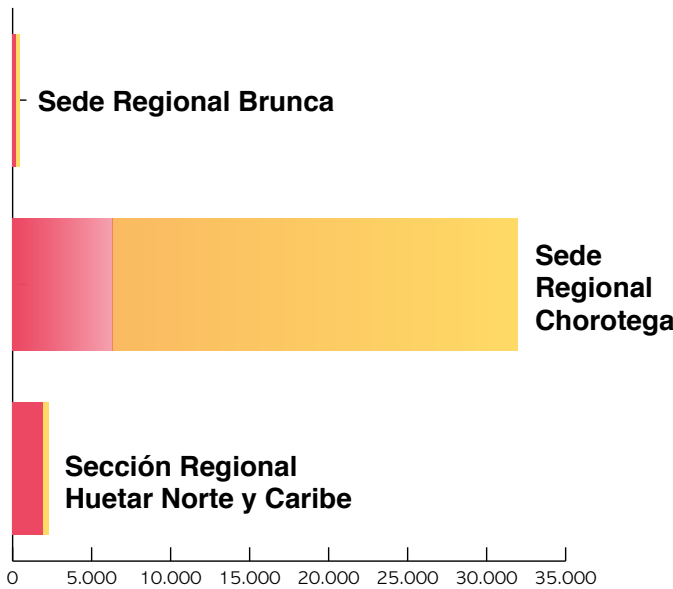 Sede Regional Brunca
Sede
Regional
Chorotega
Sección Regional
Huetar Norte y Caribe
0 5.000 10.000 15.000 20.000 25.000 30.000 35.000